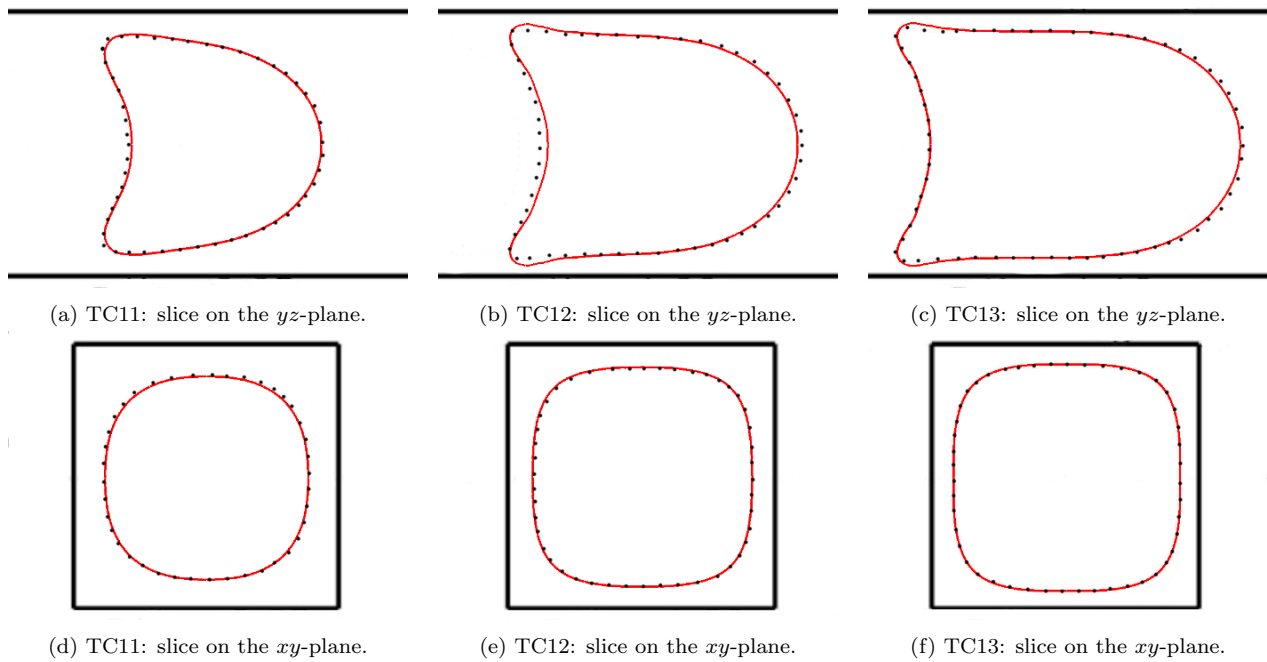 (a) TC11: slice on the yz-plane.
(b) TC12: slice on the yz-plane.
(c) TC13: slice on the yz-plane.
(d) TC11: slice on the xy-plane.
(e) TC12: slice on the xy-plane.
(f) TC13: slice on the xy-plane.